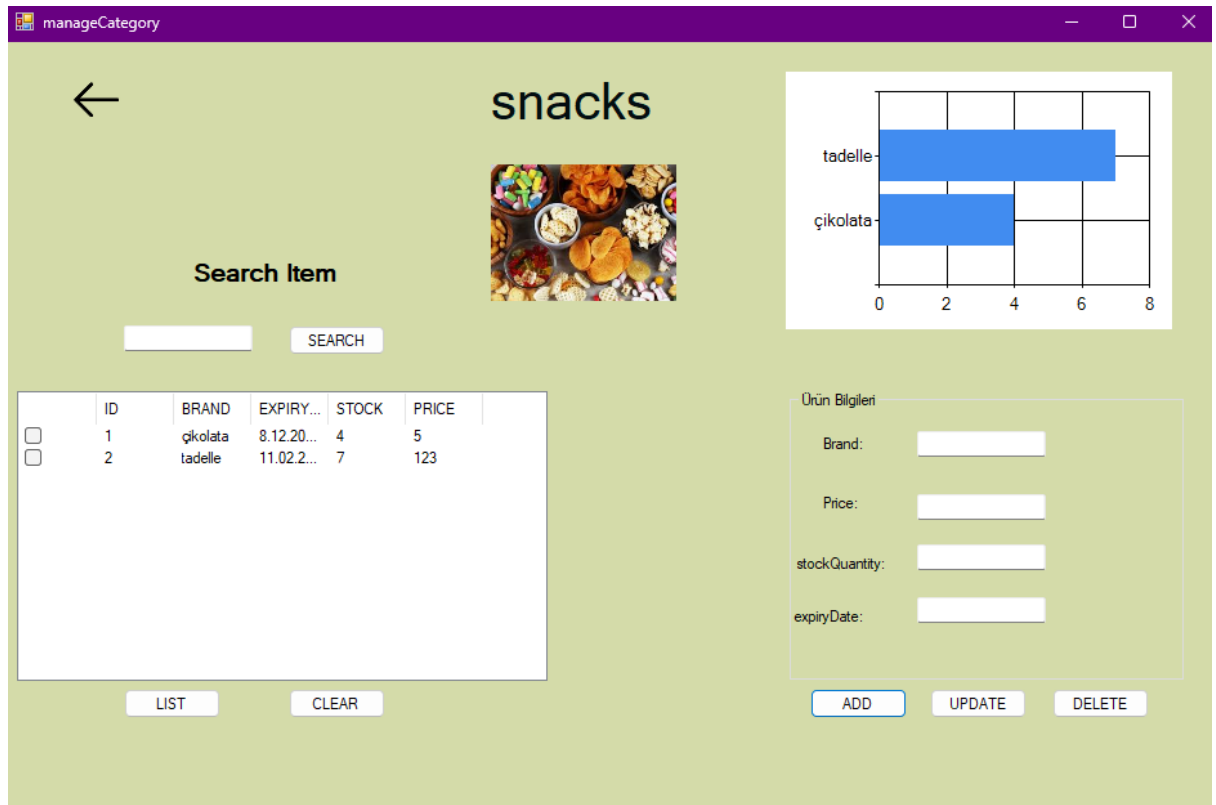 manageCategory
snacks
tadelle
çikolata
0 2 4 6 8
Search Item
SEARCH
ID BRAND EXPIRY... STOCK PRICE
1 çikolata 8.12.20... 4 5
2 tadelle 11.02.2... 7 123
LIST CLEAR
Ürün Bilgileri
Brand:
Price:
stockQuantity:
expiryDate:
ADD UPDATE DELETE